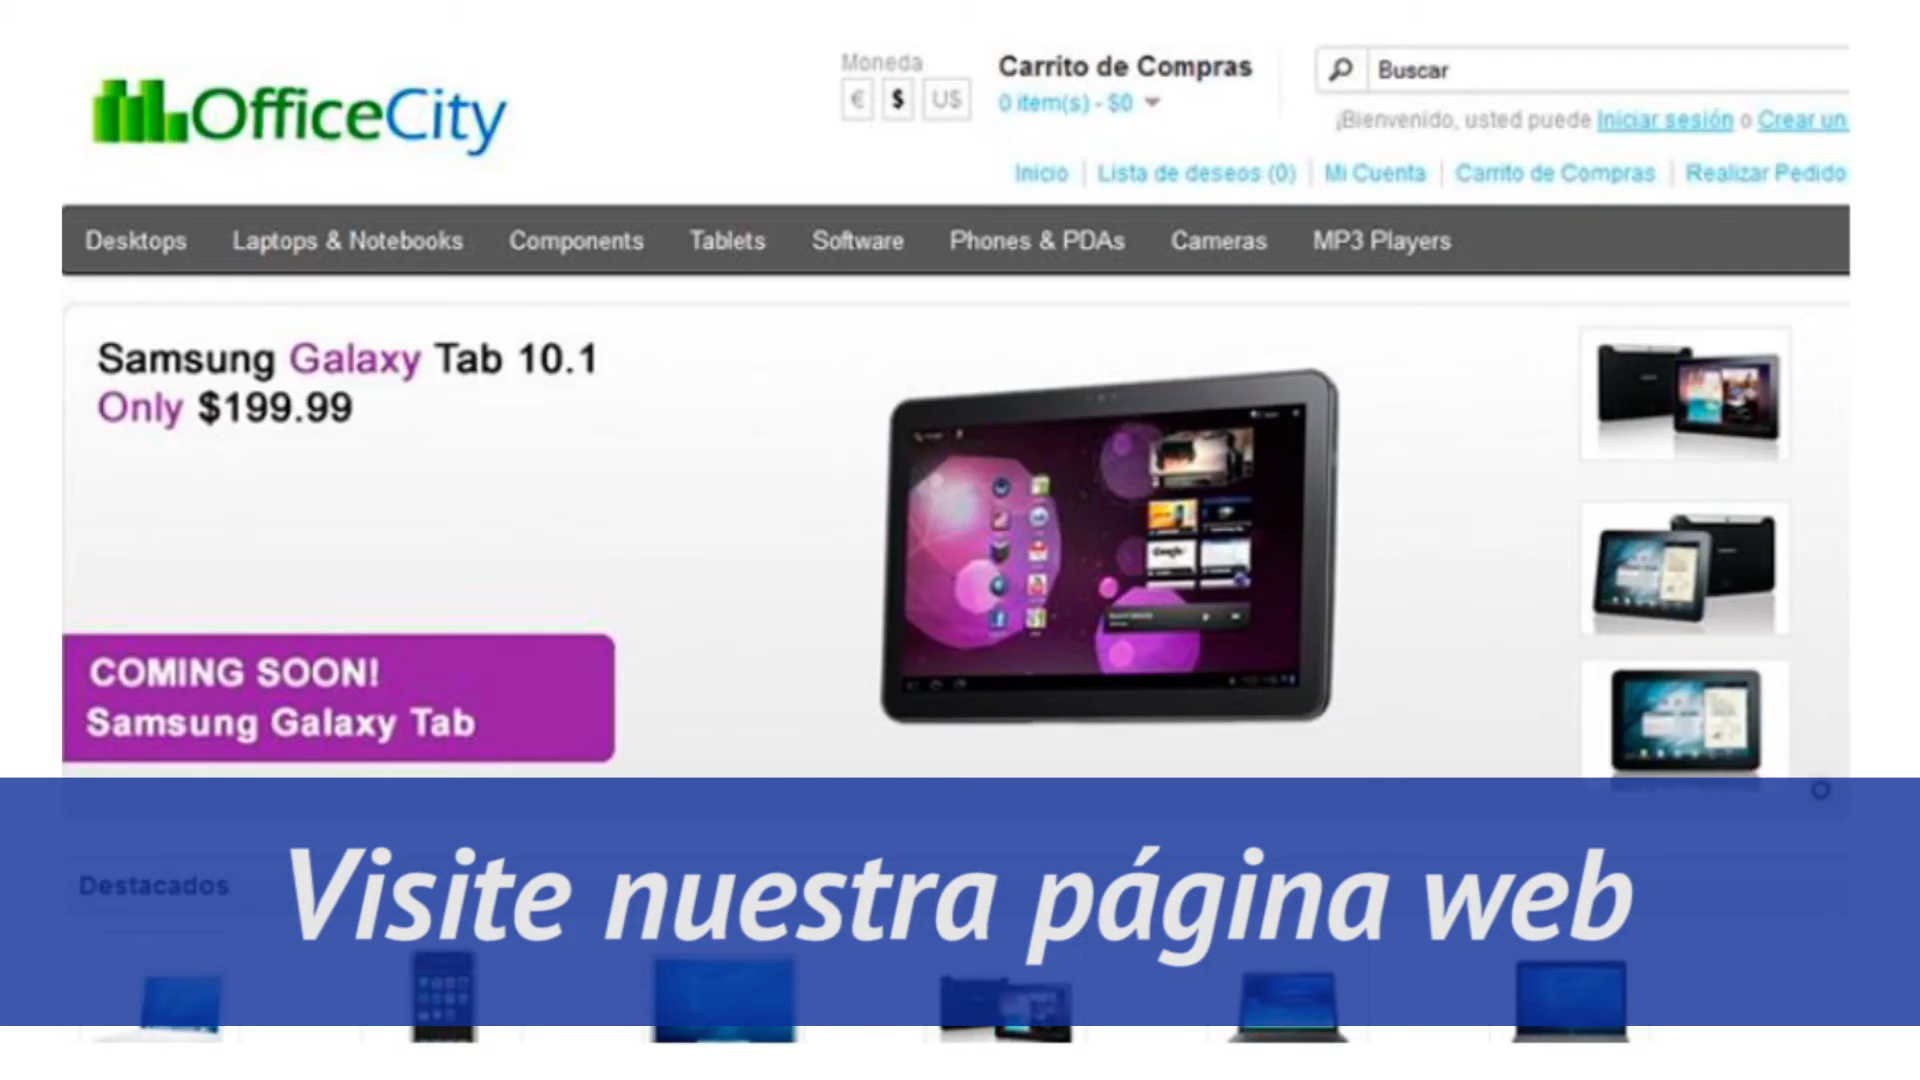 OfficeCity
Moneda
€ $ U$
Carrito de Compras
0 item(s) - $0
Buscar
¡Bienvenido, usted puede Iniciar sesión o Crear un
Inicio | Lista de deseos (0) | Mi Cuenta | Carrito de Compras | Realizar Pedido
Desktops Laptops & Notebooks Components Tablets Software Phones & PDAs Cameras MP3 Players
Samsung Galaxy Tab 10.1
Only $199.99
COMING SOON!
Samsung Galaxy Tab
Destacados
Visite nuestra página web